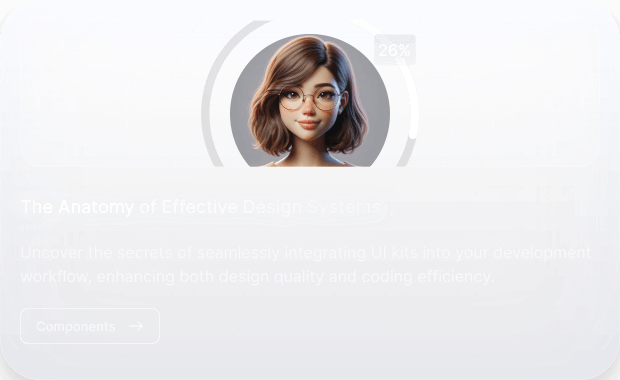 26%
The Anatomy of Effective Design Systems
Uncover the secrets of seamlessly integrating UI kits into your development
workflow, enhancing both design quality and coding efficiency.
Components →